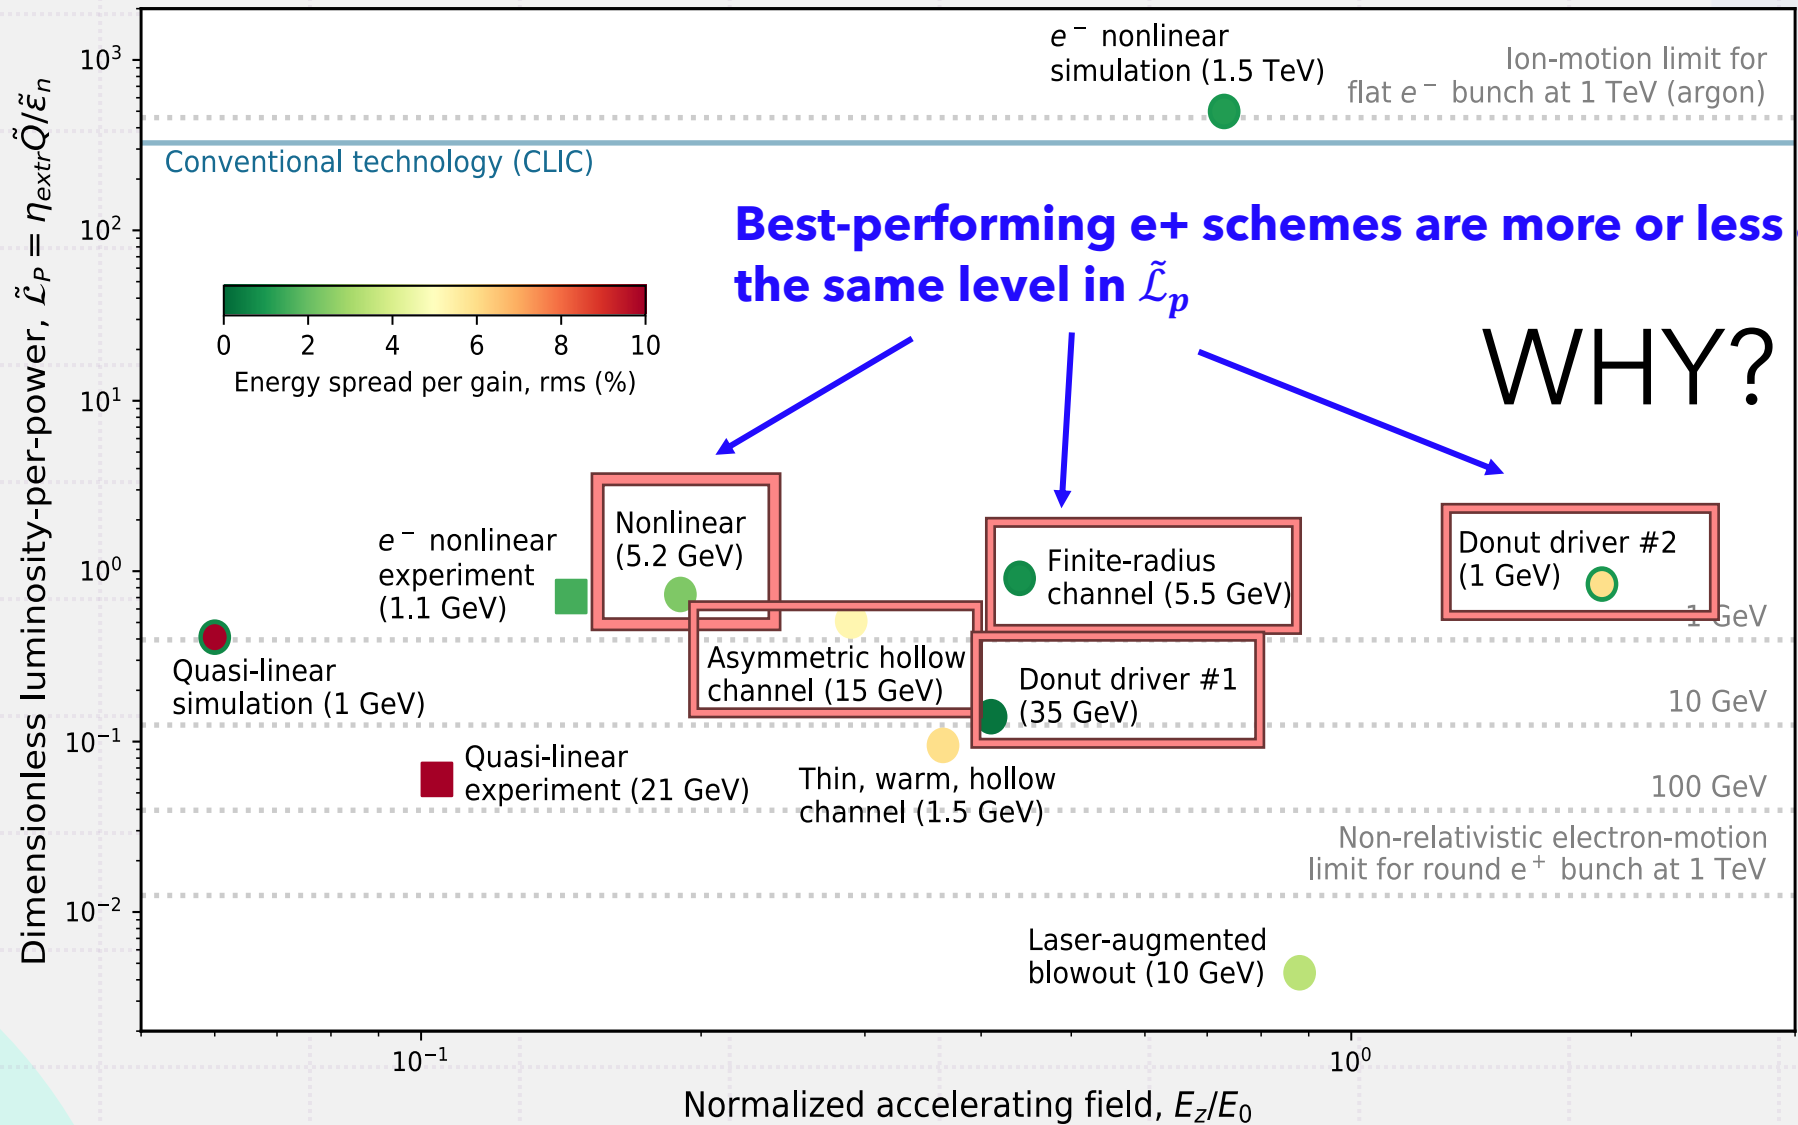 10³
10²
10¹
10⁰
10⁻¹
10⁻²
Dimensionless luminosity-per-power, ℒ̃_P = η_extr Q̃/ε̃_n
e⁻ nonlinear
simulation (1.5 TeV)
Ion-motion limit for
flat e⁻ bunch at 1 TeV (argon)
Conventional technology (CLIC)
Best-performing e+ schemes are more or less
the same level in ℒ̃_p
WHY?
0 2 4 6 8 10
Energy spread per gain, rms (%)
e⁻ nonlinear
experiment
(1.1 GeV)
Nonlinear
(5.2 GeV)
Finite-radius
channel (5.5 GeV)
Donut driver #2
(1 GeV)
1 GeV
Quasi-linear
simulation (1 GeV)
Asymmetric hollow
channel (15 GeV)
Donut driver #1
(35 GeV)
10 GeV
Quasi-linear
experiment (21 GeV)
Thin, warm, hollow
channel (1.5 GeV)
100 GeV
Non-relativistic electron-motion
limit for round e⁺ bunch at 1 TeV
Laser-augmented
blowout (10 GeV)
10⁻¹ 10⁰
Normalized accelerating field, E_z/E_0